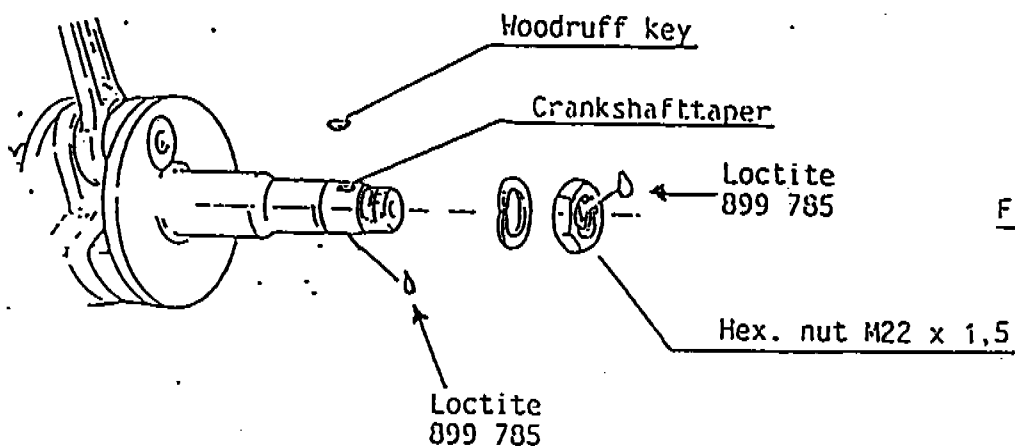 Woodruff key
Crankshafttaper
Loctite
899 785
F
Hex. nut M22 x 1,5
Loctite
899 785